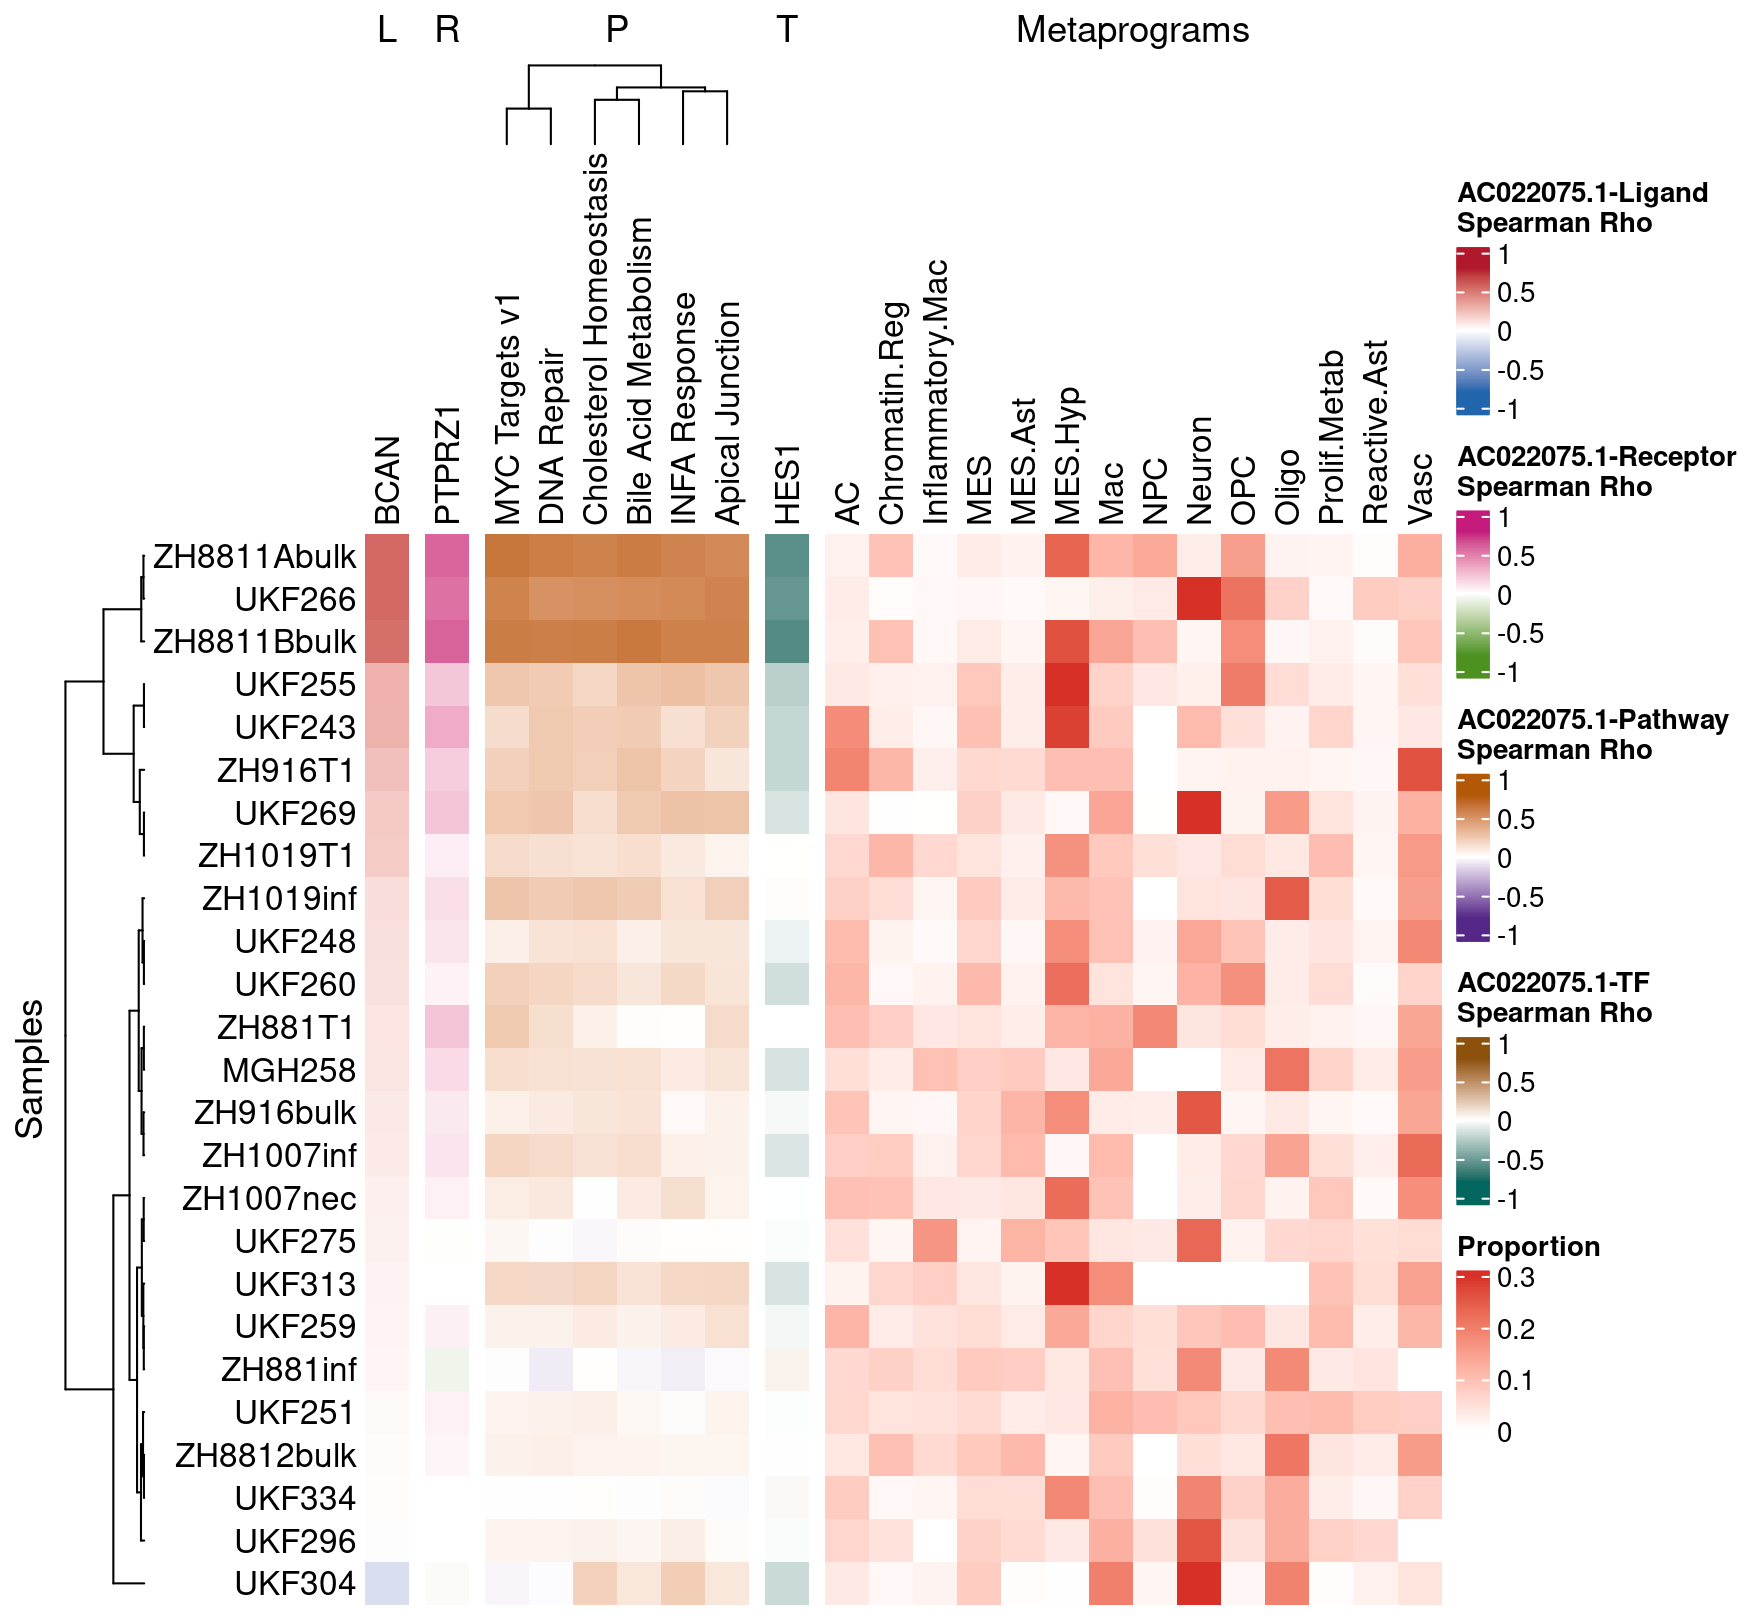 L R P T Metaprograms
BCAN
PTPRZ1
MYC Targets v1
DNA Repair
Cholesterol Homeostasis
Bile Acid Metabolism
INFA Response
Apical Junction
HES1
AC
Chromatin.Reg
Inflammatory.Mac
MES
MES.Ast
MES.Hyp
Mac
NPC
Neuron
OPC
Oligo
Prolif.Metab
Reactive.Ast
Vasc
Samples
ZH8811Abulk
UKF266
ZH8811Bbulk
UKF255
UKF243
ZH916T1
UKF269
ZH1019T1
ZH1019inf
UKF248
UKF260
ZH881T1
MGH258
ZH916bulk
ZH1007inf
ZH1007nec
UKF275
UKF313
UKF259
ZH881inf
UKF251
ZH8812bulk
UKF334
UKF296
UKF304
AC022075.1-Ligand
Spearman Rho
1
0.5
0
-0.5
-1
AC022075.1-Receptor
Spearman Rho
1
0.5
0
-0.5
-1
AC022075.1-Pathway
Spearman Rho
1
0.5
0
-0.5
-1
AC022075.1-TF
Spearman Rho
1
0.5
0
-0.5
-1
Proportion
0.3
0.2
0.1
0